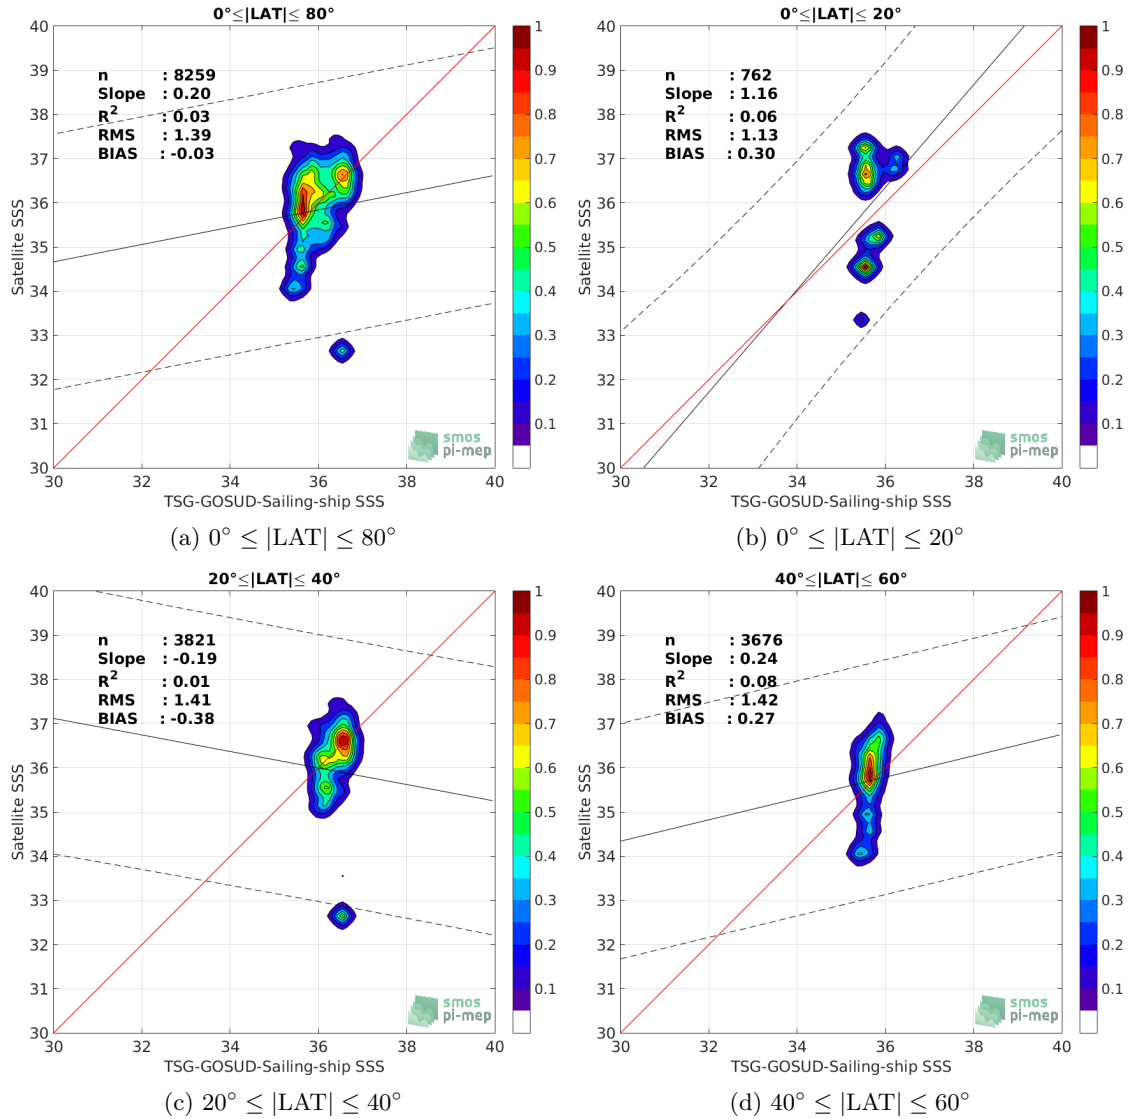 0°≤|LAT|≤ 80°
n : 8259
Slope : 0.20
R² : 0.03
RMS : 1.39
BIAS : -0.03
Satellite SSS
40
39
38
37
36
35
34
33
32
31
30
30 32 34 36 38 40
TSG-GOSUD-Sailing-ship SSS
1
0.9
0.8
0.7
0.6
0.5
0.4
0.3
0.2
0.1
smos
pi-mep
(a) 0° ≤ |LAT| ≤ 80°
0°≤|LAT|≤ 20°
n : 762
Slope : 1.16
R² : 0.06
RMS : 1.13
BIAS : 0.30
Satellite SSS
40
39
38
37
36
35
34
33
32
31
30
30 32 34 36 38 40
TSG-GOSUD-Sailing-ship SSS
1
0.9
0.8
0.7
0.6
0.5
0.4
0.3
0.2
0.1
smos
pi-mep
(b) 0° ≤ |LAT| ≤ 20°
20°≤|LAT|≤ 40°
n : 3821
Slope : -0.19
R² : 0.01
RMS : 1.41
BIAS : -0.38
Satellite SSS
40
39
38
37
36
35
34
33
32
31
30
30 32 34 36 38 40
TSG-GOSUD-Sailing-ship SSS
1
0.9
0.8
0.7
0.6
0.5
0.4
0.3
0.2
0.1
smos
pi-mep
(c) 20° ≤ |LAT| ≤ 40°
40°≤|LAT|≤ 60°
n : 3676
Slope : 0.24
R² : 0.08
RMS : 1.42
BIAS : 0.27
Satellite SSS
40
39
38
37
36
35
34
33
32
31
30
30 32 34 36 38 40
TSG-GOSUD-Sailing-ship SSS
1
0.9
0.8
0.7
0.6
0.5
0.4
0.3
0.2
0.1
smos
pi-mep
(d) 40° ≤ |LAT| ≤ 60°